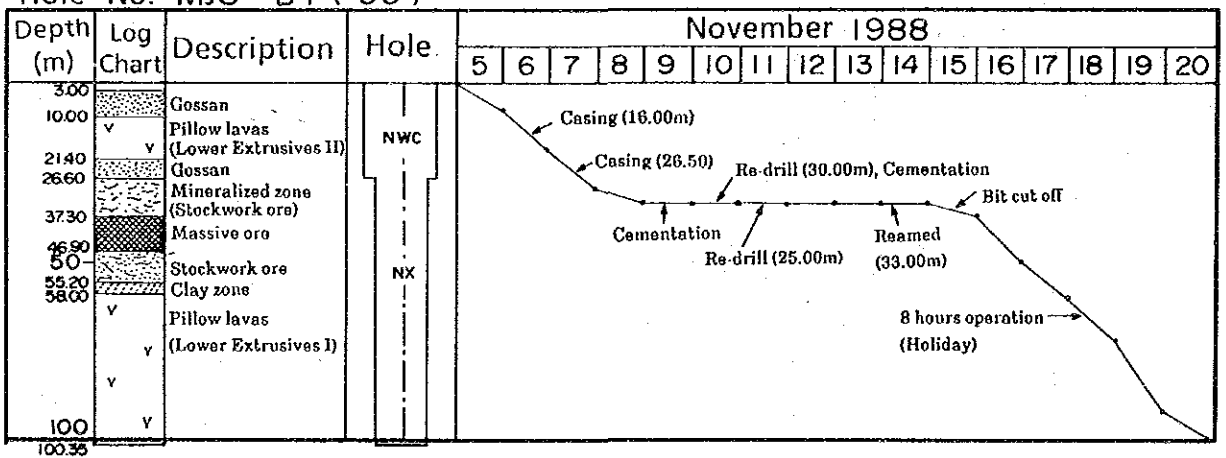 Depth (m) Log Chart Description Hole November 1988
5 6 7 8 9 10 11 12 13 14 15 16 17 18 19 20
3.00
Gossan
10.00
v Pillow lavas
v (Lower Extrusives II)
21.40
Gossan
26.60
Mineralized zone
(Stockwork ore)
37.30
Massive ore
46.90
50
Stockwork ore
55.20
Clay zone
58.00
v
Pillow lavas
(Lower Extrusives I)
v
v
v
100
100.35
NWC
NX
Casing (16.00m)
Casing (26.50)
Re-drill (30.00m), Cementation
Bit cut off
Cementation
Re-drill (25.00m)
Reamed
(33.00m)
8 hours operation
(Holiday)